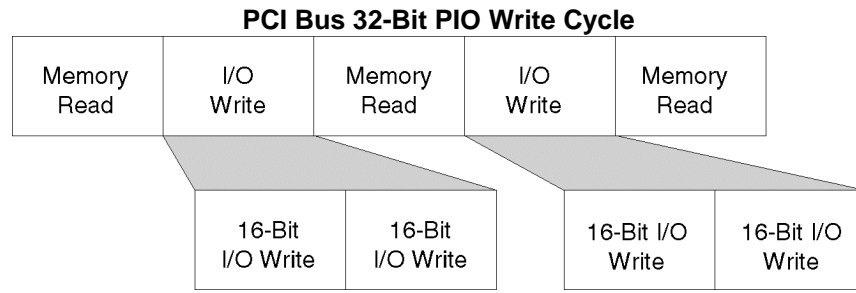 PCI Bus 32-Bit PIO Write Cycle
Memory
Read
I/O
Write
Memory
Read
I/O
Write
Memory
Read
16-Bit
I/O Write
16-Bit
I/O Write
16-Bit I/O
Write
16-Bit I/O
Write